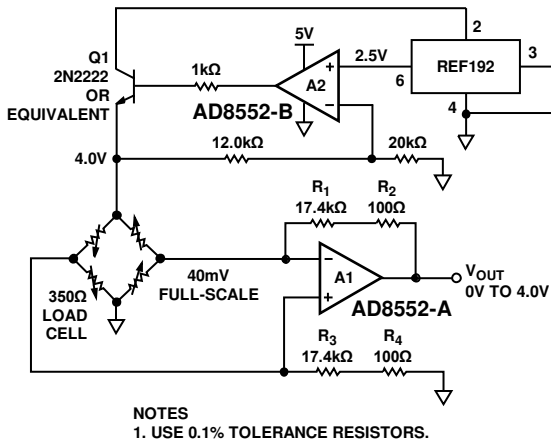 2
Q1
2N2222
OR
EQUIVALENT
1kΩ
5V
A2
+
−
AD8552-B
2.5V
6
REF192
3
4
4.0V
12.0kΩ
20kΩ
R1
17.4kΩ
R2
100Ω
350Ω
LOAD
CELL
40mV
FULL-SCALE
−
A1
+
AD8552-A
VOUT
0V TO 4.0V
R3
17.4kΩ
R4
100Ω
NOTES
1. USE 0.1% TOLERANCE RESISTORS.